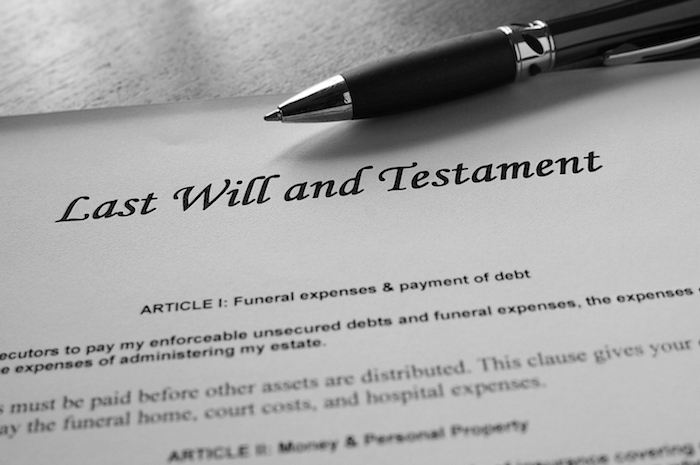 Last Will and Testament
ARTICLE I: Funeral expenses & payment of debt
ecutors to pay my enforceable unsecured debts and funeral expenses, the expenses
expenses of administering my estate.
must be paid before other assets are distributed. This clause gives your
ay the funeral home, court costs, and hospital expenses.
ARTICLE II: Money & Personal Property
insurance covering